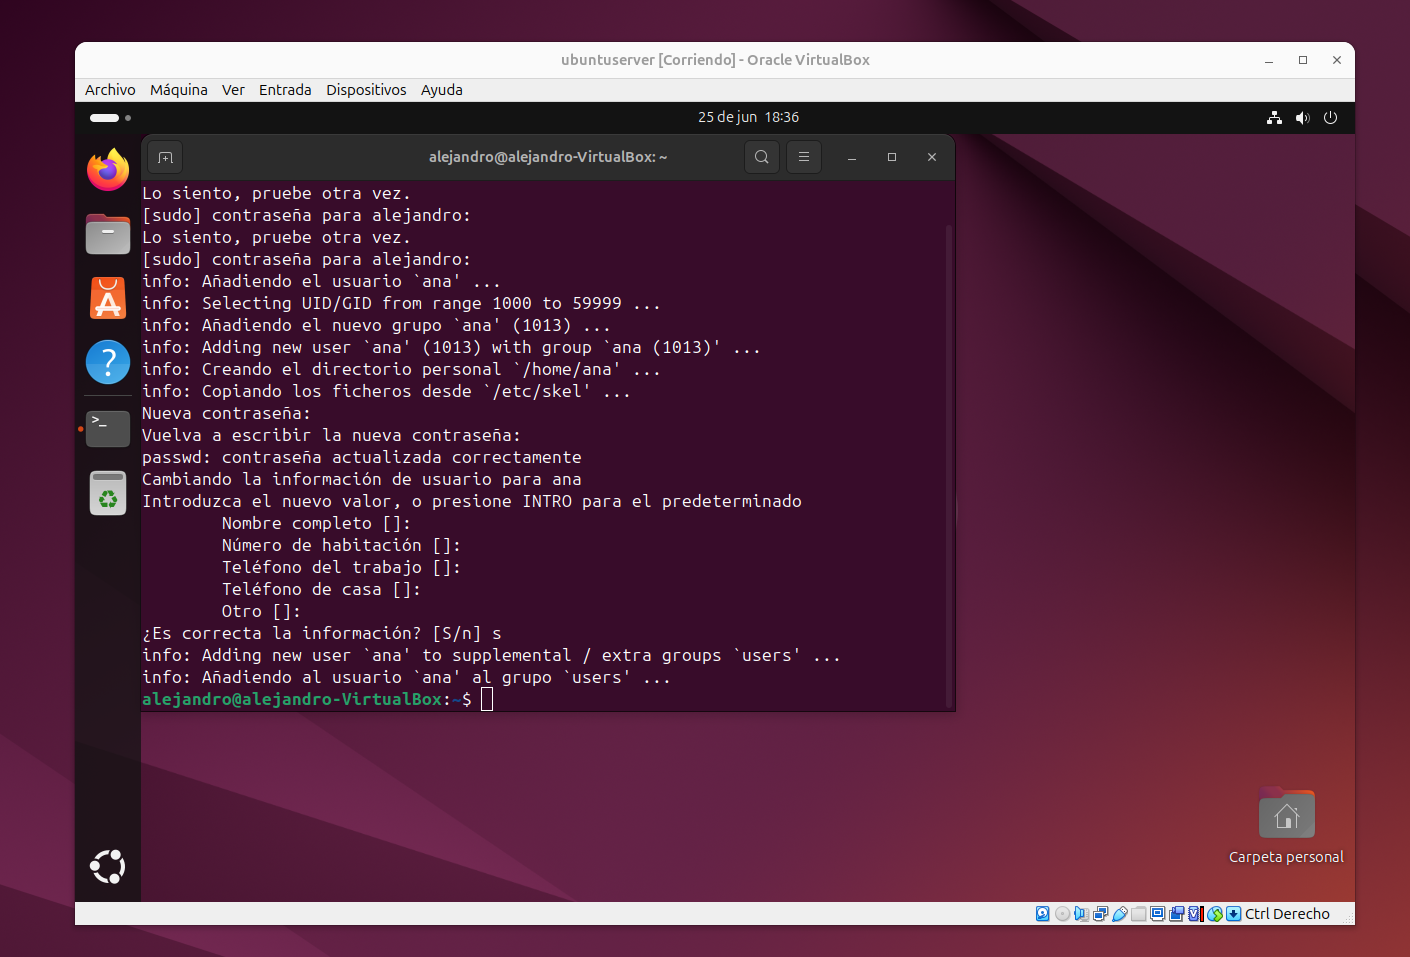 ubuntuserver [Corriendo] - Oracle VirtualBox
Archivo Máquina Ver Entrada Dispositivos Ayuda
25 de jun 18:36
alejandro@alejandro-VirtualBox: ~
Lo siento, pruebe otra vez.
[sudo] contraseña para alejandro:
Lo siento, pruebe otra vez.
[sudo] contraseña para alejandro:
info: Añadiendo el usuario `ana' ...
info: Selecting UID/GID from range 1000 to 59999 ...
info: Añadiendo el nuevo grupo `ana' (1013) ...
info: Adding new user `ana' (1013) with group `ana (1013)' ...
info: Creando el directorio personal `/home/ana' ...
info: Copiando los ficheros desde `/etc/skel' ...
Nueva contraseña:
Vuelva a escribir la nueva contraseña:
passwd: contraseña actualizada correctamente
Cambiando la información de usuario para ana
Introduzca el nuevo valor, o presione INTRO para el predeterminado
Nombre completo []:
Número de habitación []:
Teléfono del trabajo []:
Teléfono de casa []:
Otro []:
¿Es correcta la información? [S/n] s
info: Adding new user `ana' to supplemental / extra groups `users' ...
info: Añadiendo al usuario `ana' al grupo `users' ...
alejandro@alejandro-VirtualBox:~$
Carpeta personal
Ctrl Derecho